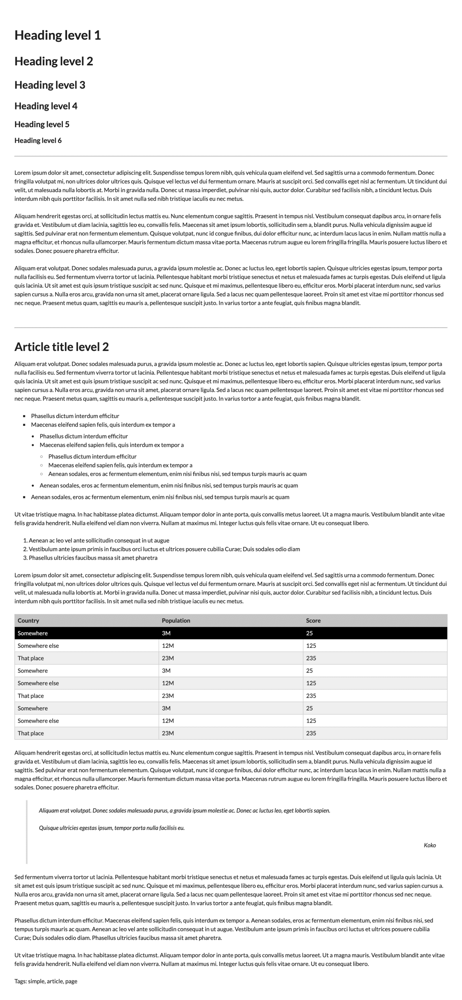 Heading level 1
Heading level 2
Heading level 3
Heading level 4
Heading level 5
Heading level 6
Lorem ipsum dolor sit amet, consectetur adipiscing elit. Suspendisse tempus lorem nibh, quis vehicula quam eleifend vel. Sed sagittis urna a commodo fermentum. Donec
fringilla volutpat mi, non ultrices dolor ultrices quis. Quisque vel lectus vel dui fermentum ornare. Mauris at suscipit orci. Sed convallis eget nisl ac fermentum. Ut tincidunt dui
velit, ut malesuada nulla lobortis at. Morbi in gravida nulla. Donec ut massa imperdiet, pulvinar nisi quis, auctor dolor. Curabitur sed facilisis nibh, a tincidunt lectus. Duis
interdum nibh quis porttitor facilisis. In sit amet nulla sed nibh tristique iaculis eu nec metus.
Aliquam hendrerit egestas orci, at sollicitudin lectus mattis eu. Nunc elementum congue sagittis. Praesent in tempus nisl. Vestibulum consequat dapibus arcu, in ornare felis
gravida et. Vestibulum ut diam lacinia, sagittis leo eu, convallis felis. Maecenas sit amet ipsum lobortis, sollicitudin sem a, blandit purus. Nulla vehicula dignissim augue id
sagittis. Sed pulvinar erat non fermentum elementum. Quisque volutpat, nunc id congue finibus, dui dolor efficitur nunc, ac interdum lacus lacus in enim. Nullam mattis nulla a
magna efficitur, et rhoncus nulla ullamcorper. Mauris fermentum dictum massa vitae porta. Maecenas rutrum augue eu lorem fringilla fringilla. Mauris posuere luctus libero et
sodales. Donec posuere pharetra efficitur.
Aliquam erat volutpat. Donec sodales malesuada purus, a gravida ipsum molestie ac. Donec ac luctus leo, eget lobortis sapien. Quisque ultricies egestas ipsum, tempor porta
nulla facilisis eu. Sed fermentum viverra tortor ut lacinia. Pellentesque habitant morbi tristique senectus et netus et malesuada fames ac turpis egestas. Duis eleifend ut ligula
quis lacinia. Ut sit amet est quis ipsum tristique suscipit ac sed nunc. Quisque et mi maximus, pellentesque libero eu, efficitur eros. Morbi placerat interdum nunc, sed varius
sapien cursus a. Nulla eros arcu, gravida non urna sit amet, placerat ornare ligula. Sed a lacus nec quam pellentesque laoreet. Proin sit amet est vitae mi porttitor rhoncus sed
nec neque. Praesent metus quam, sagittis eu mauris a, pellentesque suscipit justo. In varius tortor a ante feugiat, quis finibus magna blandit.
Article title level 2
Aliquam erat volutpat. Donec sodales malesuada purus, a gravida ipsum molestie ac. Donec ac luctus leo, eget lobortis sapien. Quisque ultricies egestas ipsum, tempor porta
nulla facilisis eu. Sed fermentum viverra tortor ut lacinia. Pellentesque habitant morbi tristique senectus et netus et malesuada fames ac turpis egestas. Duis eleifend ut ligula
quis lacinia. Ut sit amet est quis ipsum tristique suscipit ac sed nunc. Quisque et mi maximus, pellentesque libero eu, efficitur eros. Morbi placerat interdum nunc, sed varius
sapien cursus a. Nulla eros arcu, gravida non urna sit amet, placerat ornare ligula. Sed a lacus nec quam pellentesque laoreet. Proin sit amet est vitae mi porttitor rhoncus sed
nec neque. Praesent metus quam, sagittis eu mauris a, pellentesque suscipit justo. In varius tortor a ante feugiat, quis finibus magna blandit.
Phasellus dictum interdum efficitur
Maecenas eleifend sapien felis, quis interdum ex tempor a
Phasellus dictum interdum efficitur
Maecenas eleifend sapien felis, quis interdum ex tempor a
Phasellus dictum interdum efficitur
Maecenas eleifend sapien felis, quis interdum ex tempor a
Aenean sodales, eros ac fermentum elementum, enim nisi finibus nisi, sed tempus turpis mauris ac quam
Aenean sodales, eros ac fermentum elementum, enim nisi finibus nisi, sed tempus turpis mauris ac quam
Aenean sodales, eros ac fermentum elementum, enim nisi finibus nisi, sed tempus turpis mauris ac quam
Ut vitae tristique magna. In hac habitasse platea dictumst. Aliquam tempor dolor in ante porta, quis convallis metus laoreet. Ut a magna mauris. Vestibulum blandit ante vitae
felis gravida hendrerit. Nulla eleifend vel diam non viverra. Nullam at maximus mi. Integer luctus quis felis vitae ornare. Ut eu consequat libero.
1. Aenean ac leo vel ante sollicitudin consequat in ut augue
2. Vestibulum ante ipsum primis in faucibus orci luctus et ultrices posuere cubilia Curae; Duis sodales odio diam
3. Phasellus ultricies faucibus massa sit amet pharetra
Lorem ipsum dolor sit amet, consectetur adipiscing elit. Suspendisse tempus lorem nibh, quis vehicula quam eleifend vel. Sed sagittis urna a commodo fermentum. Donec
fringilla volutpat mi, non ultrices dolor ultrices quis. Quisque vel lectus vel dui fermentum ornare. Mauris at suscipit orci. Sed convallis eget nisl ac fermentum. Ut tincidunt dui
velit, ut malesuada nulla lobortis at. Morbi in gravida nulla. Donec ut massa imperdiet, pulvinar nisi quis, auctor dolor. Curabitur sed facilisis nibh, a tincidunt lectus. Duis
interdum nibh quis porttitor facilisis. In sit amet nulla sed nibh tristique iaculis eu nec metus.
Country Population Score
Somewhere 3M 25
Somewhere else 12M 125
That place 23M 235
Somewhere 3M 25
Somewhere else 12M 125
That place 23M 235
Somewhere 3M 25
Somewhere else 12M 125
That place 23M 235
Aliquam hendrerit egestas orci, at sollicitudin lectus mattis eu. Nunc elementum congue sagittis. Praesent in tempus nisl. Vestibulum consequat dapibus arcu, in ornare felis
gravida et. Vestibulum ut diam lacinia, sagittis leo eu, convallis felis. Maecenas sit amet ipsum lobortis, sollicitudin sem a, blandit purus. Nulla vehicula dignissim augue id
sagittis. Sed pulvinar erat non fermentum elementum. Quisque volutpat, nunc id congue finibus, dui dolor efficitur nunc, ac interdum lacus lacus in enim. Nullam mattis nulla a
magna efficitur, et rhoncus nulla ullamcorper. Mauris fermentum dictum massa vitae porta. Maecenas rutrum augue eu lorem fringilla fringilla. Mauris posuere luctus libero et
sodales. Donec posuere pharetra efficitur.
Aliquam erat volutpat. Donec sodales malesuada purus, a gravida ipsum molestie ac. Donec ac luctus leo, eget lobortis sapien.
Quisque ultricies egestas ipsum, tempor porta nulla facilisis eu.
Koko
Sed fermentum viverra tortor ut lacinia. Pellentesque habitant morbi tristique senectus et netus et malesuada fames ac turpis egestas. Duis eleifend ut ligula quis lacinia. Ut
sit amet est quis ipsum tristique suscipit ac sed nunc. Quisque et mi maximus, pellentesque libero eu, efficitur eros. Morbi placerat interdum nunc, sed varius sapien cursus a.
Nulla eros arcu, gravida non urna sit amet, placerat ornare ligula. Sed a lacus nec quam pellentesque laoreet. Proin sit amet est vitae mi porttitor rhoncus sed nec neque.
Praesent metus quam, sagittis eu mauris a, pellentesque suscipit justo. In varius tortor a ante feugiat, quis finibus magna blandit.
Phasellus dictum interdum efficitur. Maecenas eleifend sapien felis, quis interdum ex tempor a. Aenean sodales, eros ac fermentum elementum, enim nisi finibus nisi, sed
tempus turpis mauris ac quam. Aenean ac leo vel ante sollicitudin consequat in ut augue. Vestibulum ante ipsum primis in faucibus orci luctus et ultrices posuere cubilia
Curae; Duis sodales odio diam. Phasellus ultricies faucibus massa sit amet pharetra.
Ut vitae tristique magna. In hac habitasse platea dictumst. Aliquam tempor dolor in ante porta, quis convallis metus laoreet. Ut a magna mauris. Vestibulum blandit ante vitae
felis gravida hendrerit. Nulla eleifend vel diam non viverra. Nullam at maximus mi. Integer luctus quis felis vitae ornare. Ut eu consequat libero.
Tags: simple, article, page